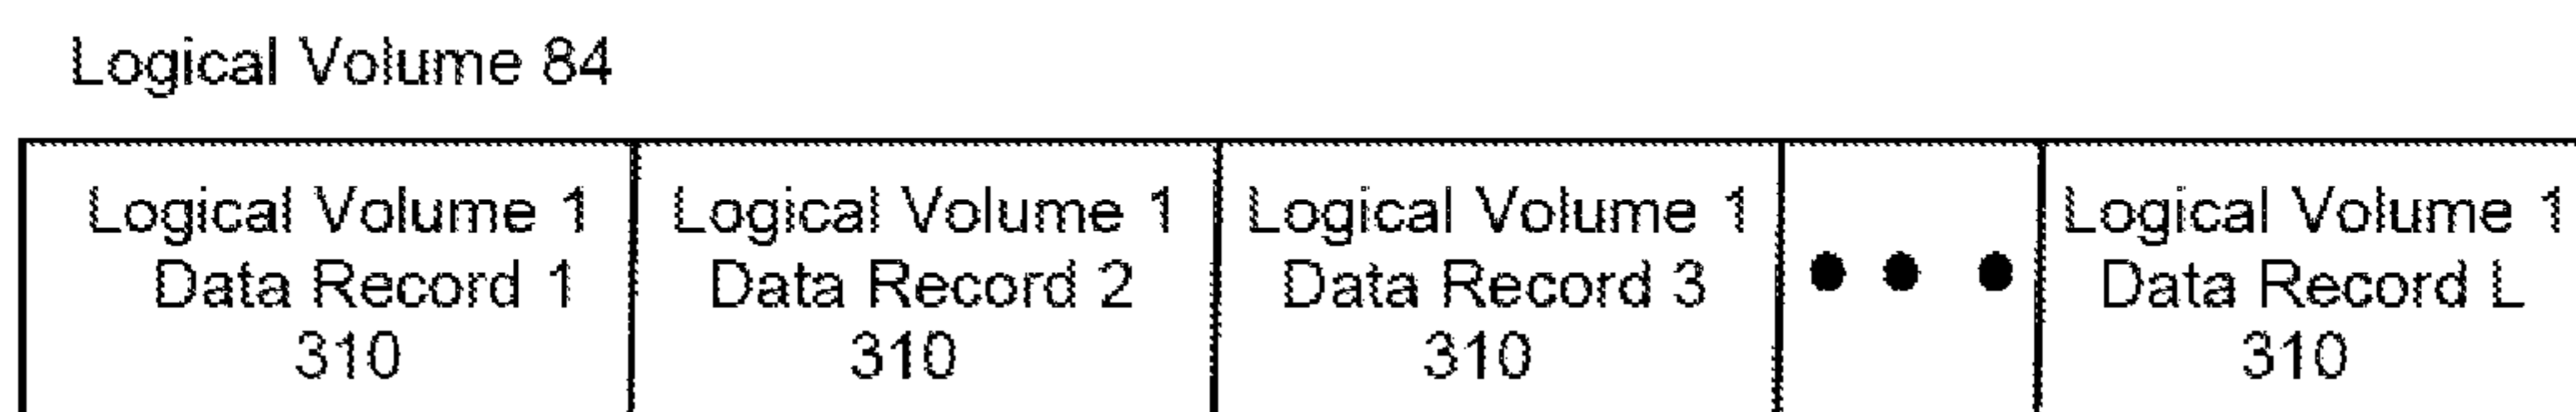 Logical Volume 84
Logical Volume 1
Data Record 1
310
Logical Volume 1
Data Record 2
310
Logical Volume 1
Data Record 3
310
● ● ●
Logical Volume 1
Data Record L
310